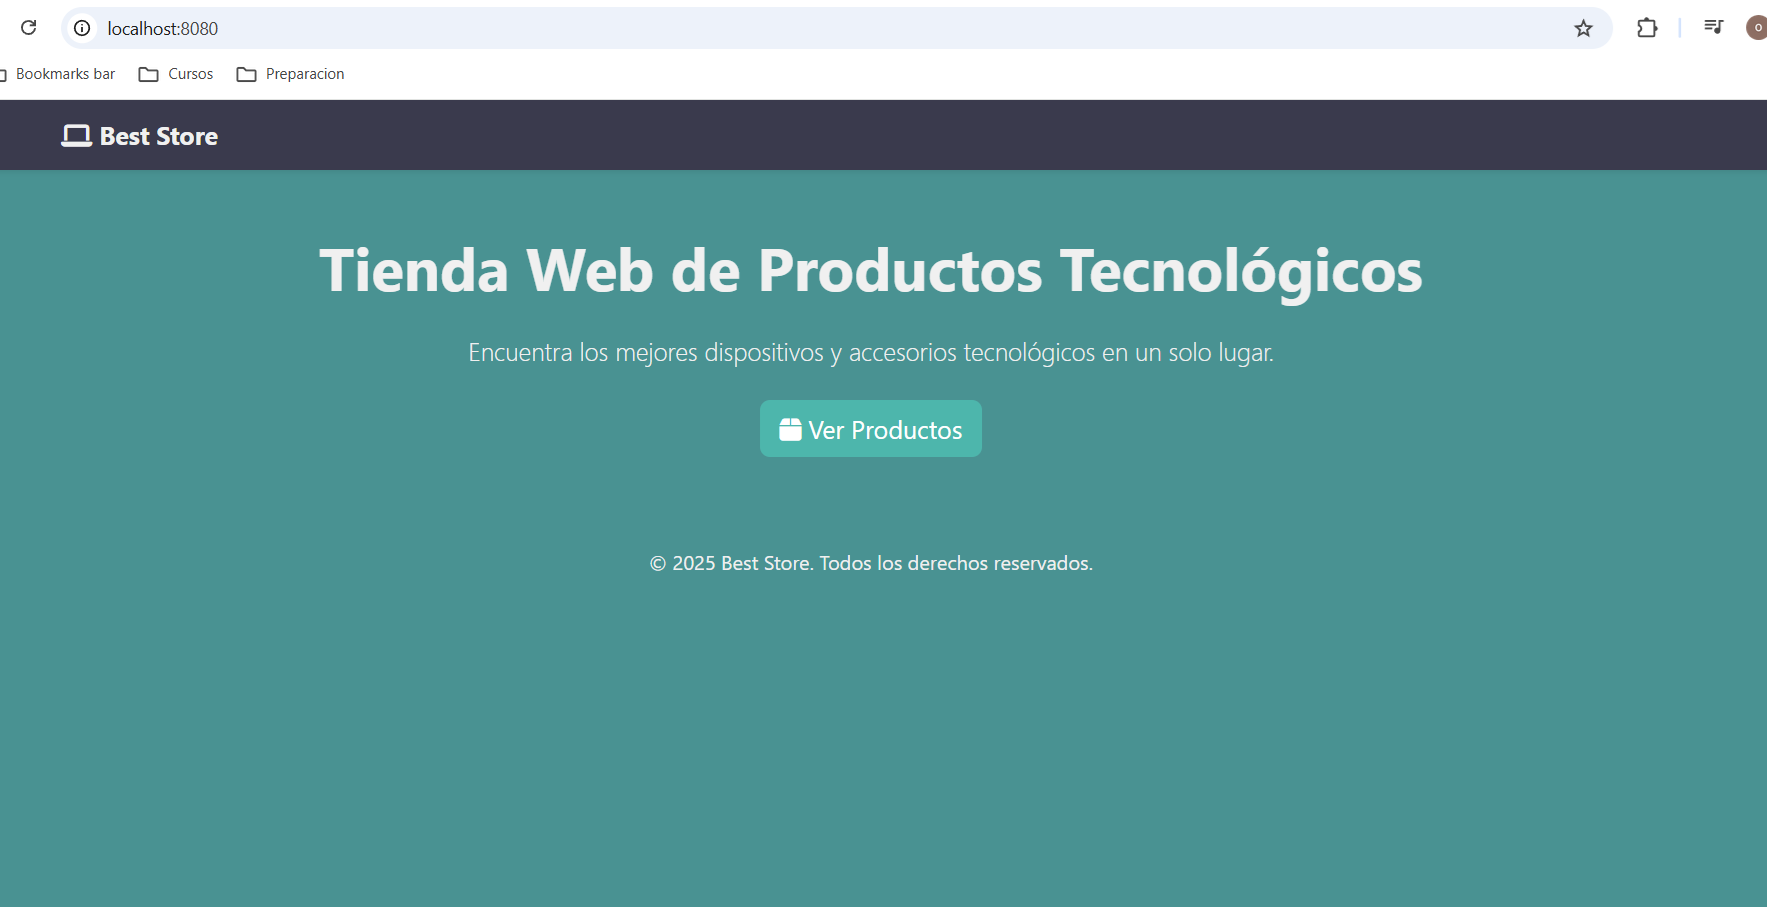 localhost:8080
O
Bookmarks bar
Cursos
Preparacion
Best Store
Tienda Web de Productos Tecnológicos
Encuentra los mejores dispositivos y accesorios tecnológicos en un solo lugar.
Ver Productos
© 2025 Best Store. Todos los derechos reservados.